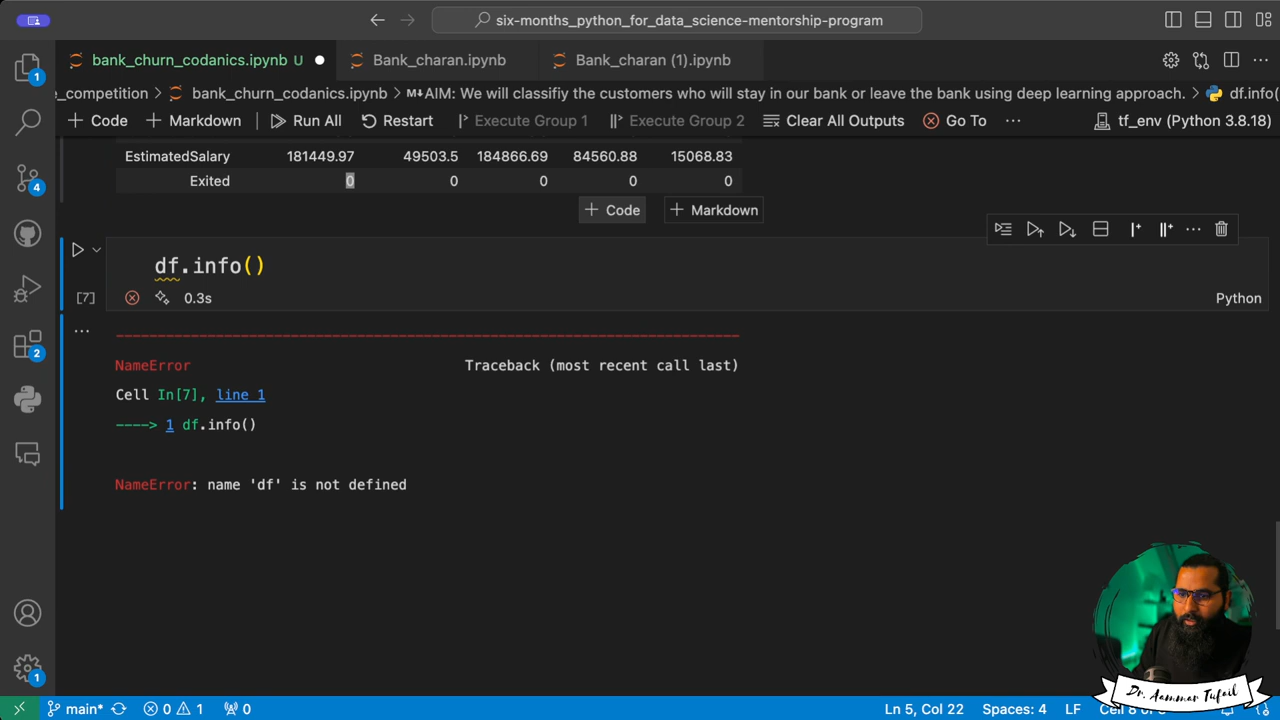 six-months_python_for_data_science-mentorship-program
bank_churn_codanics.ipynb U
Bank_charan.ipynb
Bank_charan (1).ipynb
e_competition > bank_churn_codanics.ipynb > M↓AIM: We will classifiy the customers who will stay in our bank or leave the bank using deep learning approach. > df.info(
+ Code + Markdown | Run All Restart Execute Group 1 Execute Group 2 Clear All Outputs Go To ... tf_env (Python 3.8.18)
EstimatedSalary 181449.97 49503.5 184866.69 84560.88 15068.83
Exited 0 0 0 0 0
+ Code + Markdown
df.info()
[7] 0.3s Python
NameError Traceback (most recent call last)
Cell In[7], line 1
----> 1 df.info()
NameError: name 'df' is not defined
1
4
2
1
Dr. Aammar Tufail
main* 0 1 0 Ln 5, Col 22 Spaces: 4 LF